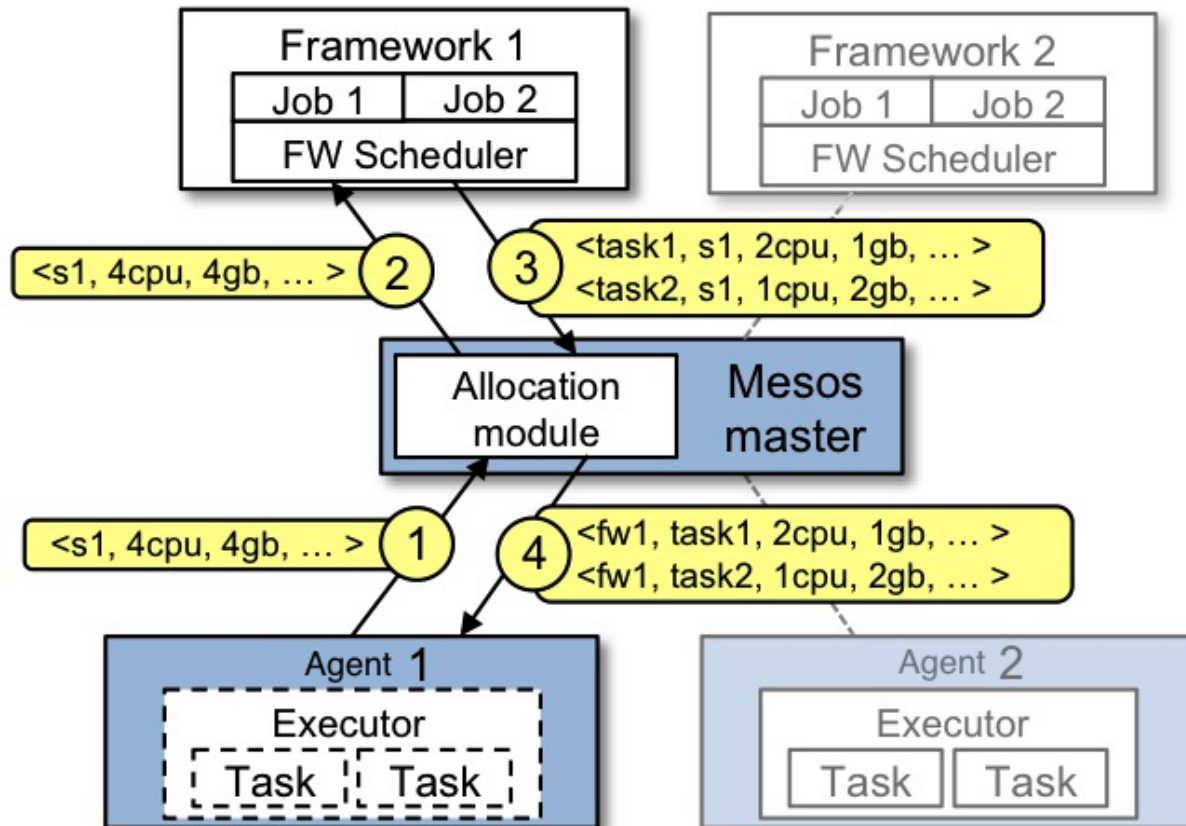 Framework 1
Job 1
Job 2
FW Scheduler
Framework 2
Job 1
Job 2
FW Scheduler
<s1, 4cpu, 4gb, … >
2
3
<task1, s1, 2cpu, 1gb, … >
<task2, s1, 1cpu, 2gb, … >
Allocation
module
Mesos
master
<s1, 4cpu, 4gb, … >
1
4
<fw1, task1, 2cpu, 1gb, … >
<fw1, task2, 1cpu, 2gb, … >
Agent 1
Executor
Task
Task
Agent 2
Executor
Task
Task